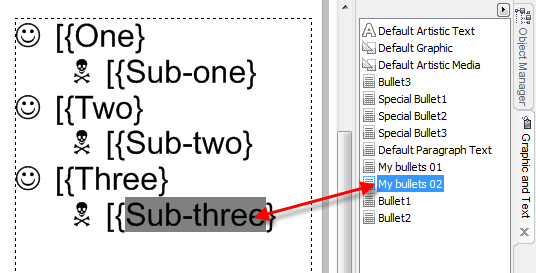 ☺ [{One}
☠ [{Sub-one}
☺ [{Two}
☠ [{Sub-two}
☺ [{Three}
☠ [{Sub-three}
Default Artistic Text
Default Graphic
Default Artistic Media
Bullet3
Special Bullet1
Special Bullet2
Special Bullet3
Default Paragraph Text
My bullets 01
My bullets 02
Bullet1
Bullet2
Object Manager
Graphic and Text